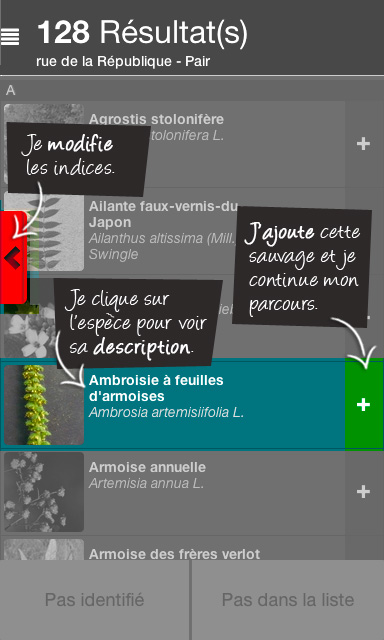 128 Résultat(s)
rue de la République - Pair
A
Agrostis stolonifère
tolonifera L.
Je modifie
les indices.
Ailante faux-vernis-du
Japon
Ailanthus altissima (Mill.
Swingle
J'ajoute cette
sauvage et je
continue mon
parcours.
Je clique sur
l'espèce pour voir
sa description.
Ambroisie à feuilles
d'armoises
Ambrosia artemisiifolia L.
Armoise annuelle
Artemisia annua L.
Armoise des frères verlot
Pas identifié
Pas dans la liste